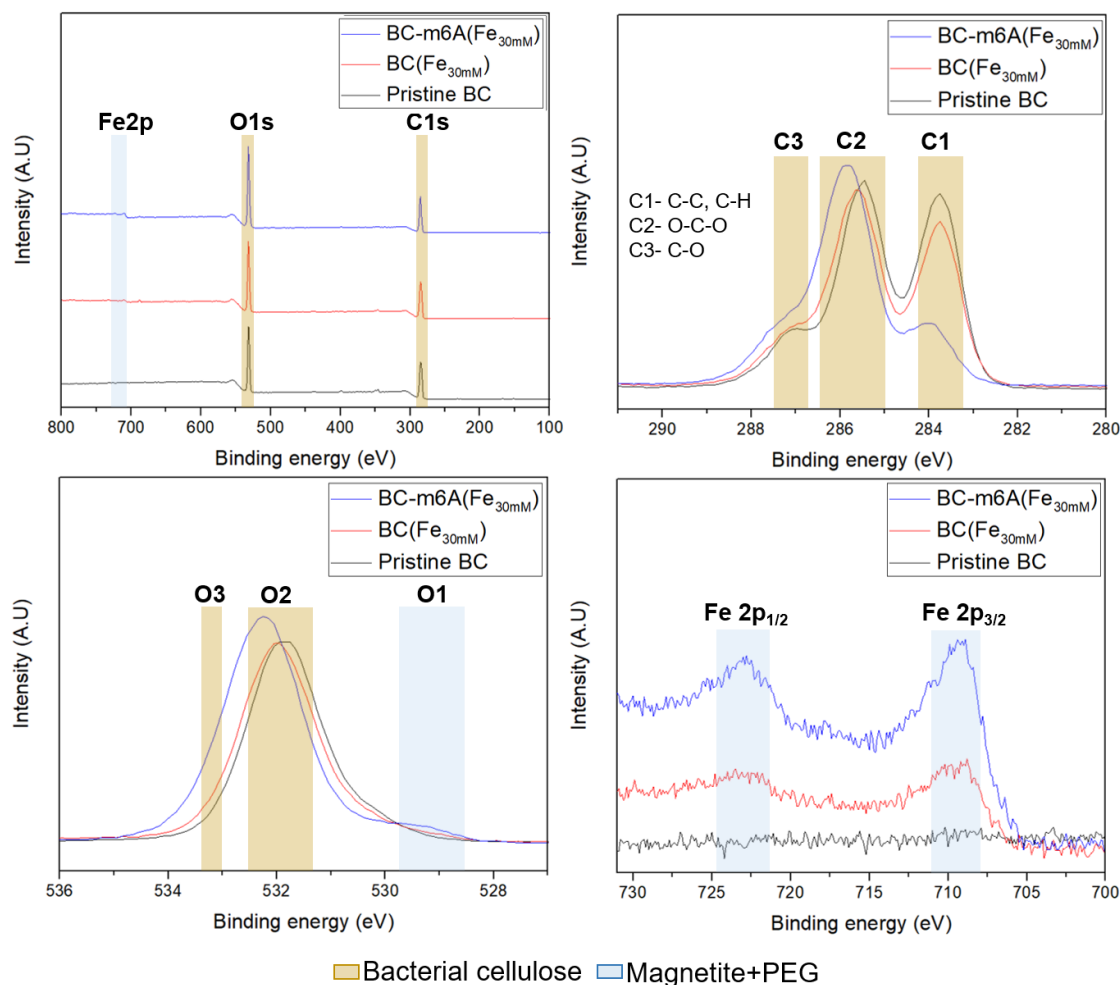 BC-m6A(Fe30mM)
BC(Fe30mM)
Pristine BC
Fe2p
O1s
C1s
Intensity (A.U)
800 700 600 500 400 300 200 100
Binding energy (eV)
BC-m6A(Fe30mM)
BC(Fe30mM)
Pristine BC
C3
C2
C1
C1- C-C, C-H
C2- O-C-O
C3- C-O
Intensity (A.U)
290 288 286 284 282 280
Binding energy (eV)
BC-m6A(Fe30mM)
BC(Fe30mM)
Pristine BC
O3
O2
O1
Intensity (A.U)
536 534 532 530 528
Binding energy (eV)
BC-m6A(Fe30mM)
BC(Fe30mM)
Pristine BC
Fe 2p1/2
Fe 2p3/2
Intensity (A.U)
730 725 720 715 710 705 700
Binding energy (eV)
Bacterial cellulose
Magnetite+PEG